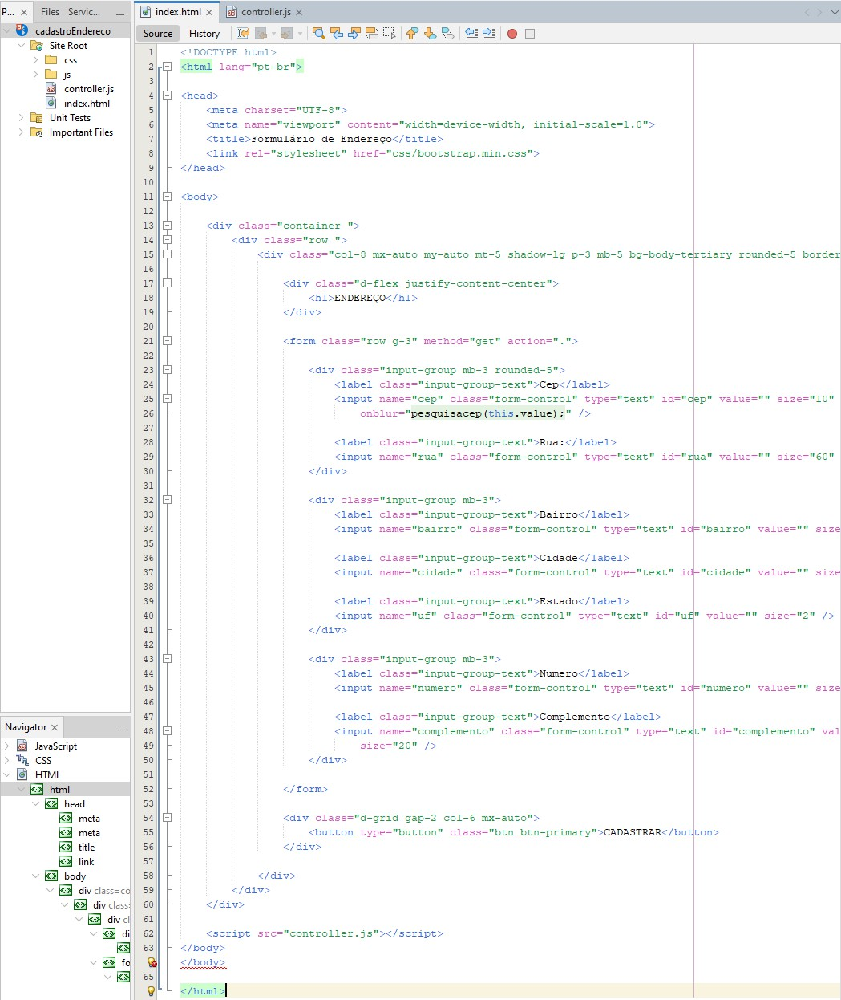 P... Files Servic...
index.html controller.js
Source History
cadastroEndereco
Site Root
css
js
controller.js
index.html
Unit Tests
Important Files
1 <!DOCTYPE html>
2 <html lang="pt-br">
3
4 <head>
5 <meta charset="UTF-8">
6 <meta name="viewport" content="width=device-width, initial-scale=1.0">
7 <title>Formulário de Endereço</title>
8 <link rel="stylesheet" href="css/bootstrap.min.css">
9 </head>
10
11 <body>
12
13 <div class="container ">
14 <div class="row ">
15 <div class="col-8 mx-auto my-auto mt-5 shadow-lg p-3 mb-5 bg-body-tertiary rounded-5 border
16
17 <div class="d-flex justify-content-center">
18 <h1>ENDEREÇO</h1>
19 </div>
20
21 <form class="row g-3" method="get" action=".">
22
23 <div class="input-group mb-3 rounded-5">
24 <label class="input-group-text">Cep</label>
25 <input name="cep" class="form-control" type="text" id="cep" value="" size="10"
26 onblur="pesquisacep(this.value);" />
27
28 <label class="input-group-text">Rua:</label>
29 <input name="rua" class="form-control" type="text" id="rua" value="" size="60"
30 </div>
31
32 <div class="input-group mb-3">
33 <label class="input-group-text">Bairro</label>
34 <input name="bairro" class="form-control" type="text" id="bairro" value="" size
35
36 <label class="input-group-text">Cidade</label>
37 <input name="cidade" class="form-control" type="text" id="cidade" value="" size
38
39 <label class="input-group-text">Estado</label>
40 <input name="uf" class="form-control" type="text" id="uf" value="" size="2" />
41 </div>
42
43 <div class="input-group mb-3">
44 <label class="input-group-text">Numero</label>
45 <input name="numero" class="form-control" type="text" id="numero" value="" size
46
47 <label class="input-group-text">Complemento</label>
48 <input name="complemento" class="form-control" type="text" id="complemento" val
49 size="20" />
50 </div>
51
52 </form>
53
54 <div class="d-grid gap-2 col-6 mx-auto">
55 <button type="button" class="btn btn-primary">CADASTRAR</button>
56 </div>
57
58 </div>
59 </div>
60 </div>
61
62 <script src="controller.js"></script>
63 </body>
</body>
65
</html>
Navigator
JavaScript
CSS
HTML
html
head
meta
meta
title
link
body
div class=co
div class=
div cl
di
fo